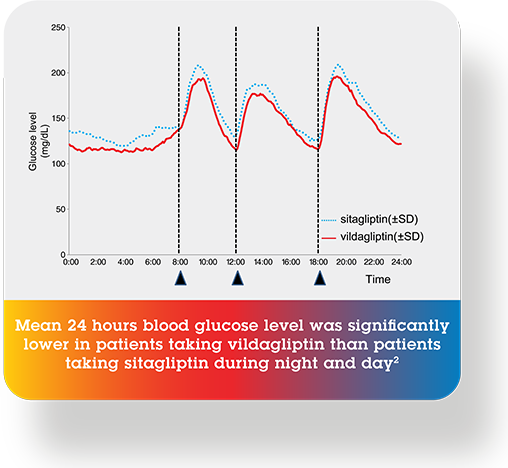 250
200
150
100
50
0
Glucose level
(mg/dL)
sitagliptin(±SD)
vildagliptin(±SD)
0:00 2:00 4:00 6:00 8:00 10:00 12:00 14:00 16:00 18:00 20:00 22:00 24:00
Time
Mean 24 hours blood glucose level was significantly
lower in patients taking vildagliptin than patients
taking sitagliptin during night and day²